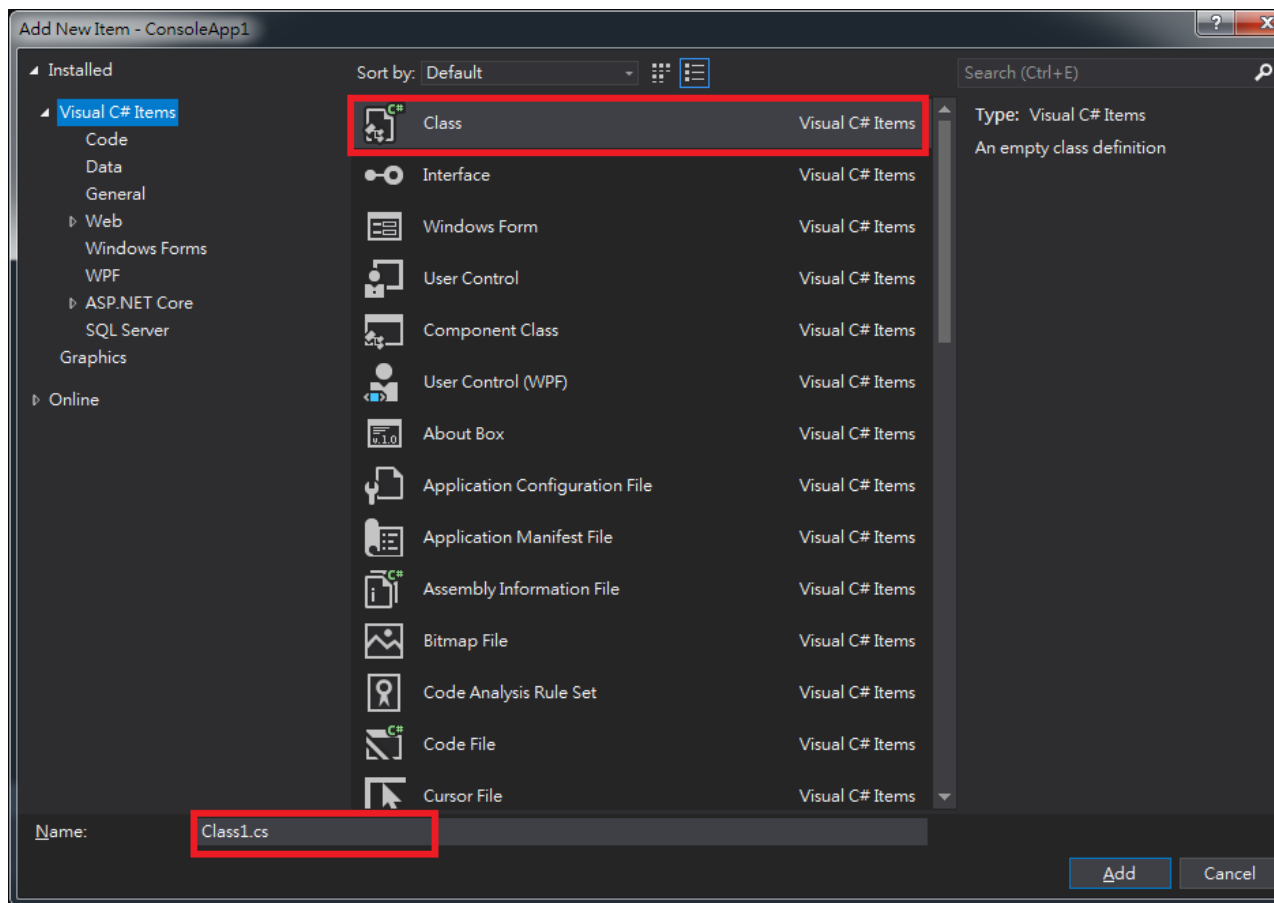 Add New Item - ConsoleApp1
?
X
Installed
Visual C# Items
Code
Data
General
Web
Windows Forms
WPF
ASP.NET Core
SQL Server
Graphics
Online
Sort by: Default
Search (Ctrl+E)
C# Class Visual C# Items
Interface Visual C# Items
Windows Form Visual C# Items
User Control Visual C# Items
Component Class Visual C# Items
User Control (WPF) Visual C# Items
v.1.0 About Box Visual C# Items
Application Configuration File Visual C# Items
Application Manifest File Visual C# Items
C# Assembly Information File Visual C# Items
Bitmap File Visual C# Items
Code Analysis Rule Set Visual C# Items
C# Code File Visual C# Items
Cursor File Visual C# Items
Type: Visual C# Items
An empty class definition
Name: Class1.cs
Add
Cancel